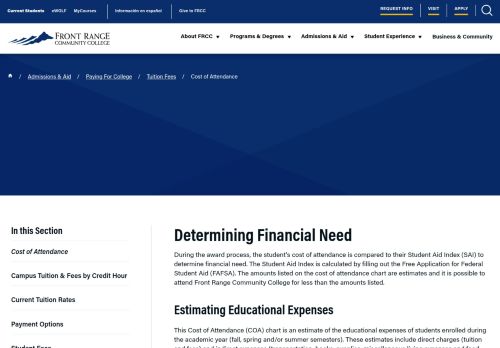 Current Students eWOLF MyCourses Información en español Give to FRCC REQUEST INFO VISIT APPLY
FRONT RANGE
COMMUNITY COLLEGE
About FRCC Programs & Degrees Admissions & Aid Student Experience Business & Community
/ Admissions & Aid / Paying For College / Tuition Fees / Cost of Attendance
In this Section
Cost of Attendance
Campus Tuition & Fees by Credit Hour
Current Tuition Rates
Payment Options
Student Fees
Determining Financial Need
During the award process, the student's cost of attendance is compared to their Student Aid Index (SAI) to
determine financial need. The Student Aid Index is calculated by filling out the Free Application for Federal
Student Aid (FAFSA). The amounts listed on the cost of attendance chart are estimates and it is possible to
attend Front Range Community College for less than the amounts listed.
Estimating Educational Expenses
This Cost of Attendance (COA) chart is an estimate of the educational expenses of students enrolled during
the academic year (fall, spring and/or summer semesters). These estimates include direct charges (tuition